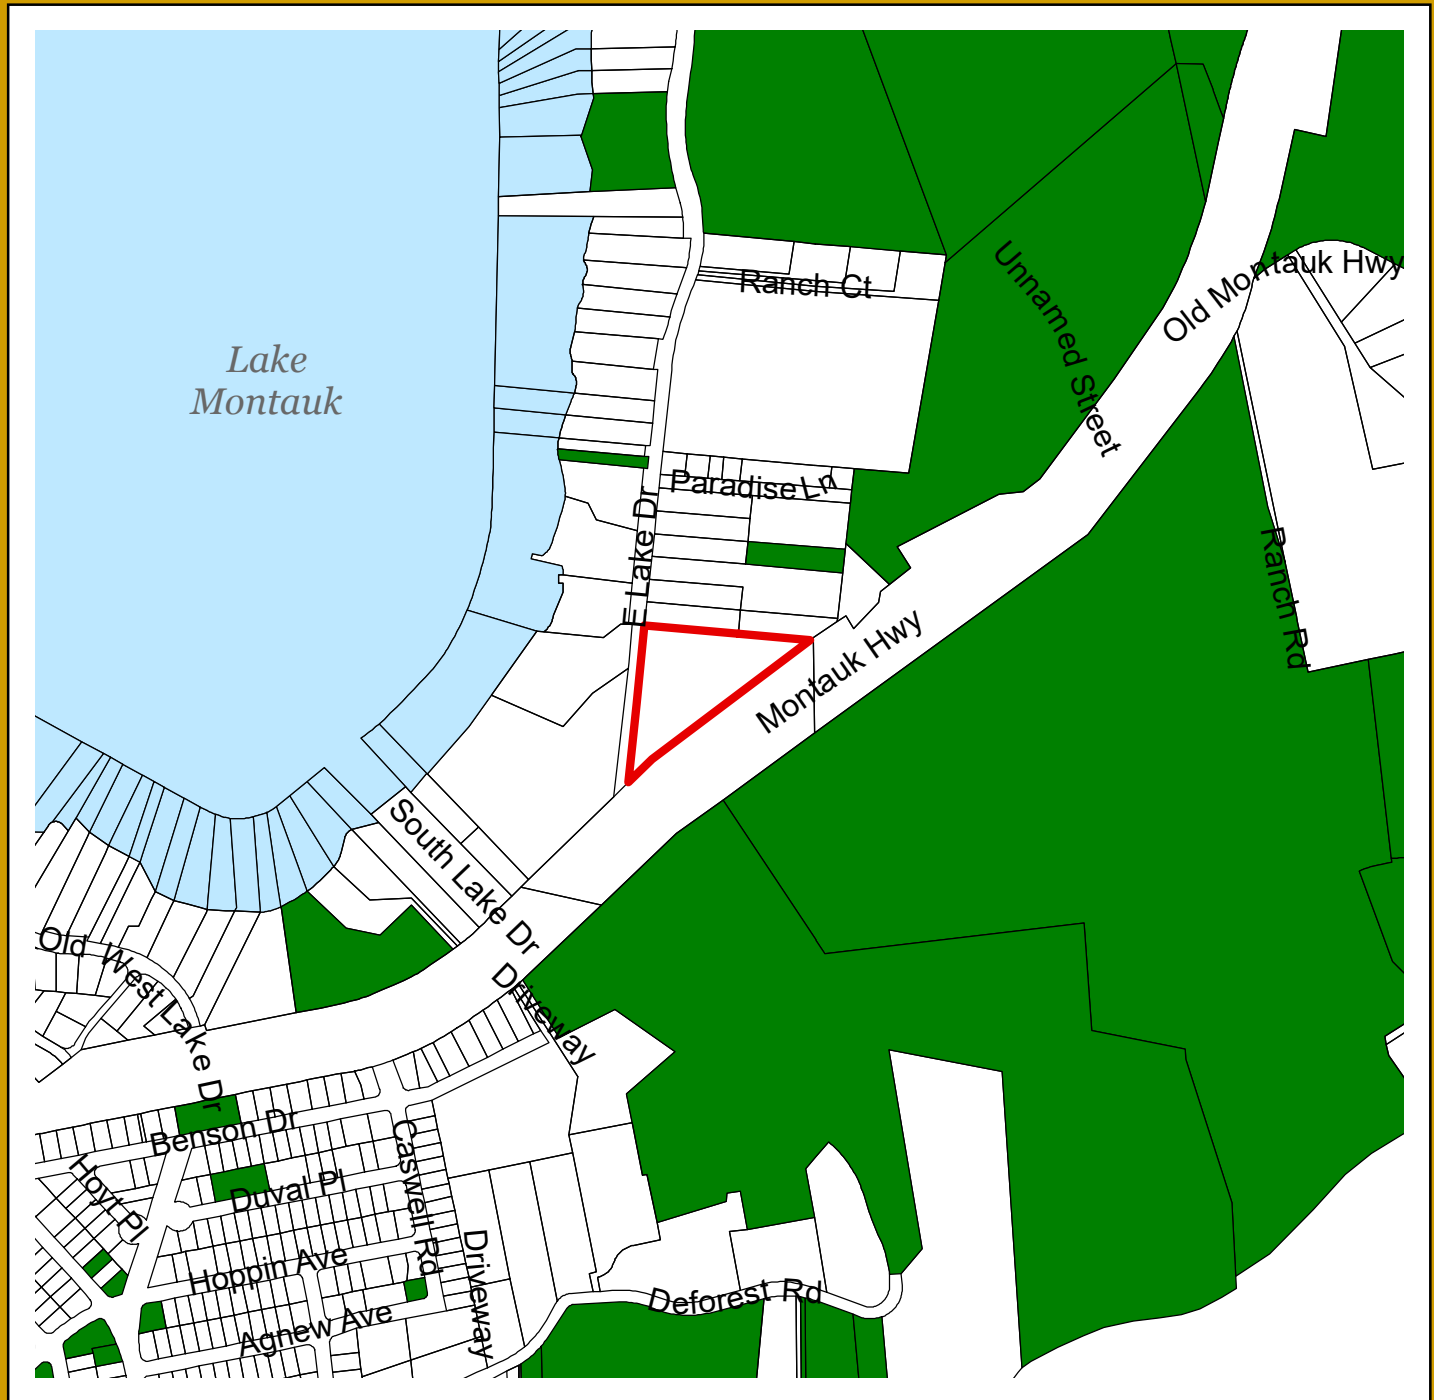 Ranch Ct
Unnamed Street
Old Montauk Hwy
Lake
Montauk
Paradise Ln
E Lake Dr
Ranch Rd
Montauk Hwy
South Lake Dr
Old West Lake Dr
Driveway
Benson Dr
Caswell Rd
Hoyt Pl
Duval Pl
Hoppin Ave
Driveway
Deforest Rd
Agnew Ave